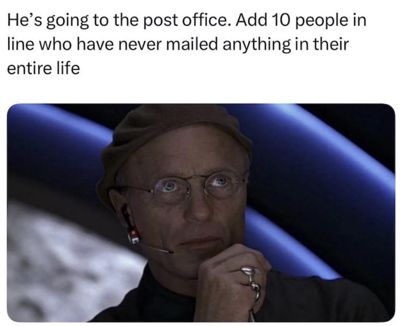 He’s going to the post office. Add 10 people in
line who have never mailed anything in their
entire life